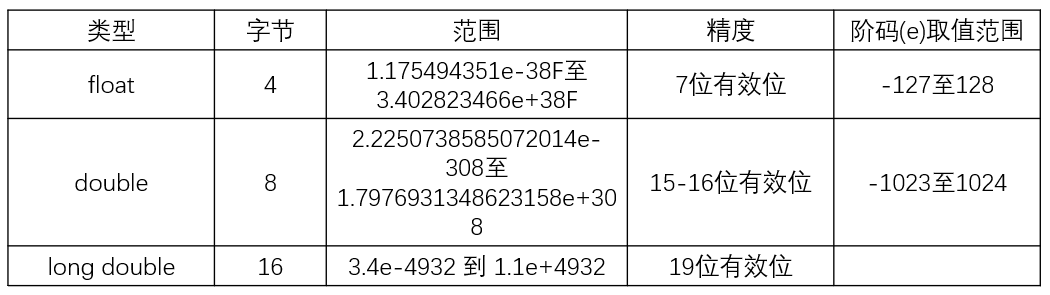 类型 字节 范围 精度 阶码(e)取值范围
float 4 1.175494351e-38F至
3.402823466e+38F 7位有效位 -127至128
double 8 2.2250738585072014e-
308至
1.7976931348623158e+30
8 15-16位有效位 -1023至1024
long double 16 3.4e-4932 到 1.1e+4932 19位有效位